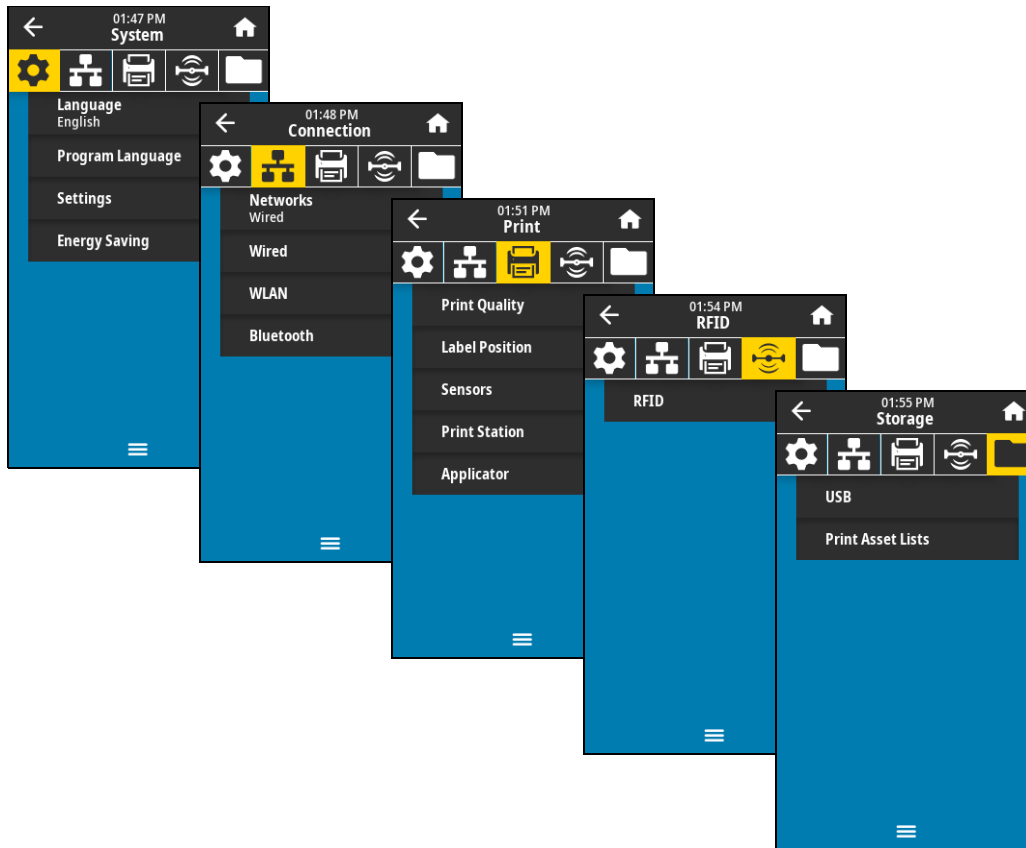 01:47 PM
System
Language
English
Program Language
Settings
Energy Saving
01:48 PM
Connection
Networks
Wired
Wired
WLAN
Bluetooth
01:51 PM
Print
Print Quality
Label Position
Sensors
Print Station
Applicator
01:54 PM
RFID
RFID
01:55 PM
Storage
USB
Print Asset Lists